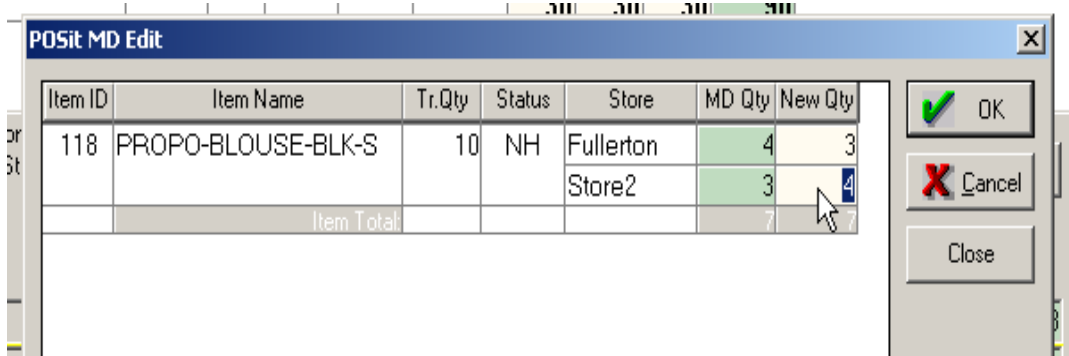 POSit MD Edit
Item ID Item Name Tr.Qty Status Store MD Qty New Qty
118 PROPO-BLOUSE-BLK-S 10 NH Fullerton 4 3
Store2 3 4
Item Total: 7 7
OK
Cancel
Close